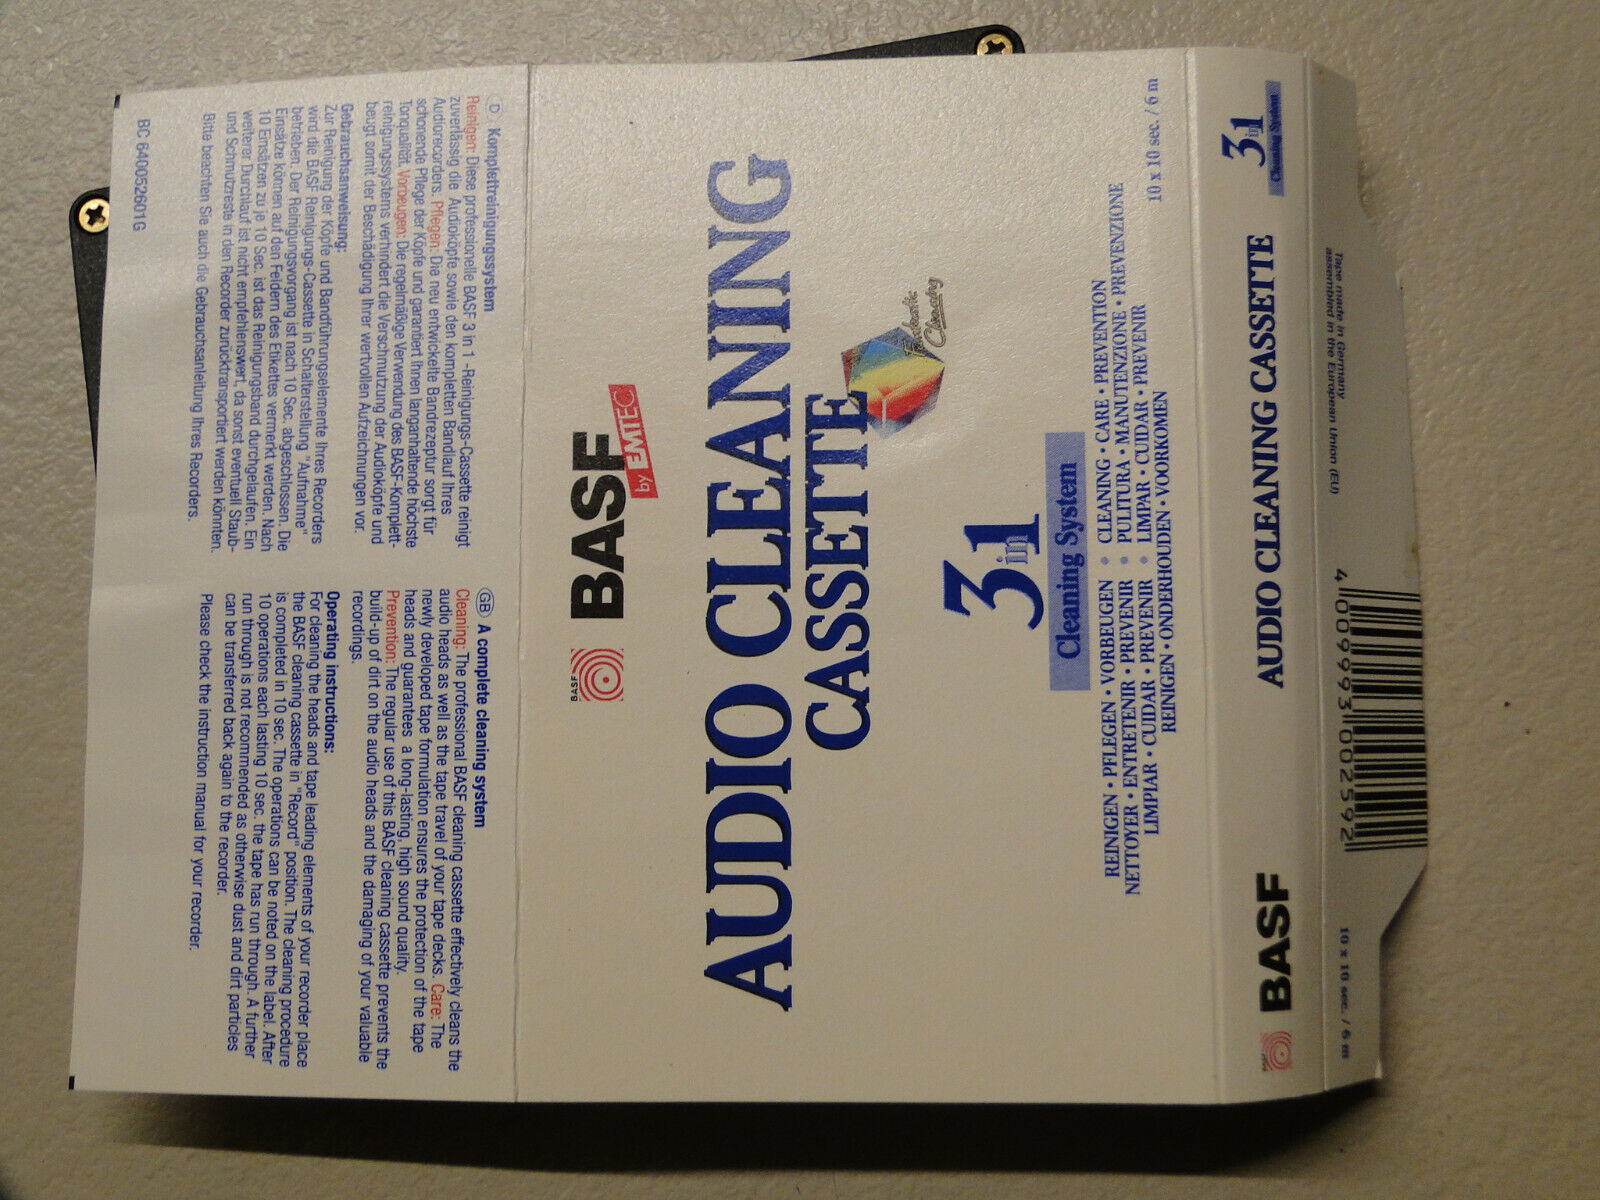 BC 640052601G
D Komplettreinigungssystem
Reinigen: Diese professionelle BASF 3 in 1 -Reinigungs-Cassette reinigt
zuverlässig die Audioköpfe sowie den kompletten Bandlauf Ihres
Audiorecorders. Pflegen: Die neu entwickelte Bandrezeptur sorgt für
schonende Pflege der Köpfe und garantiert Ihnen langanhaltende höchste
Tonqualität. Vorbeugen: Die regelmäßige Verwendung des BASF-Komplett-
reinigungssystems verhindert die Verschmutzung der Audioköpfe und
beugt somit der Beschädigung Ihrer wertvollen Aufzeichnungen vor.
Gebrauchsanweisung:
Zur Reinigung der Köpfe und Bandführungselemente Ihres Recorders
wird die BASF Reinigungs-Cassette in Schalterstellung "Aufnahme"
betrieben. Der Reinigungsvorgang ist nach 10 Sec. abgeschlossen. Die
Einsätze können auf den Feldern des Etikettes vermerkt werden. Nach
10 Einsätzen zu je 10 Sec. ist das Reinigungsband durchgelaufen. Ein
weiterer Durchlauf ist nicht empfehlenswert, da sonst eventuell Staub-
und Schmutzreste in den Recorder zurücktransportiert werden könnten.
Bitte beachten Sie auch die Gebrauchsanleitung Ihres Recorders.
GB A complete cleaning system
Cleaning: The professional BASF cleaning cassette effectively cleans the
audio heads as well as the tape travel of your tape decks. Care: The
newly developed tape formulation ensures the protection of the tape
heads and guarantees a long-lasting, high sound quality.
Prevention: The regular use of this BASF cleaning cassette prevents the
build-up of dirt on the audio heads and the damaging of your valuable
recordings.
Operating instructions:
For cleaning the heads and tape leading elements of your recorder place
the BASF cleaning cassette in "Record" position. The cleaning procedure
is completed in 10 sec. The operations can be noted on the label. After
10 operations each lasting 10 sec. the tape has run through. A further
run through is not recommended as otherwise dust and dirt particles
can be transferred back again to the recorder.
Please check the instruction manual for your recorder.
BASF
BASF
by EMTEC
AUDIO CLEANING
CASSETTE
Fantastic
Chemistry
3 in 1
Cleaning System
REINIGEN • PFLEGEN • VORBEUGEN • CLEANING • CARE • PREVENTION
NETTOYER • ENTRETENIR • PREVENIR • PULITURA • MANUTENZIONE • PREVENZIONE
LIMPIAR • CUIDAR • PREVENIR • LIMPAR • CUIDAR • PREVENIR
REINIGEN • ONDERHOUDEN • VOORKOMEN
10 x 10 sec. / 6 m
BASF
BASF
AUDIO CLEANING CASSETTE
3 in 1
Cleaning System
10 x 10 sec. / 6 m
4 009993 002592
Tape made in Germany
assembled in the European Union (EU)